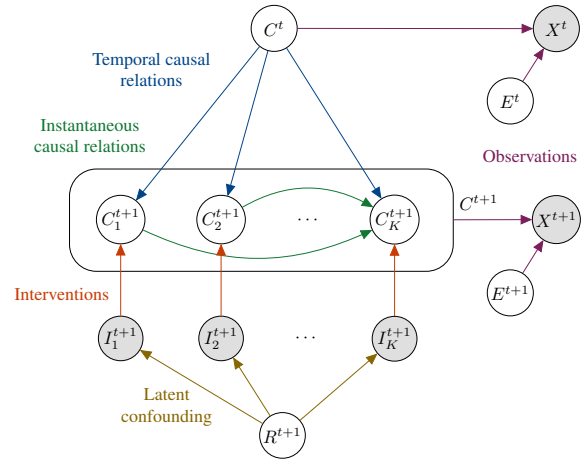 C^t
X^t
Temporal causal
relations
E^t
Instantaneous
causal relations
Observations
C_1^{t+1}
C_2^{t+1}
...
C_K^{t+1}
C^{t+1}
X^{t+1}
Interventions
E^{t+1}
I_1^{t+1}
I_2^{t+1}
...
I_K^{t+1}
Latent
confounding
R^{t+1}